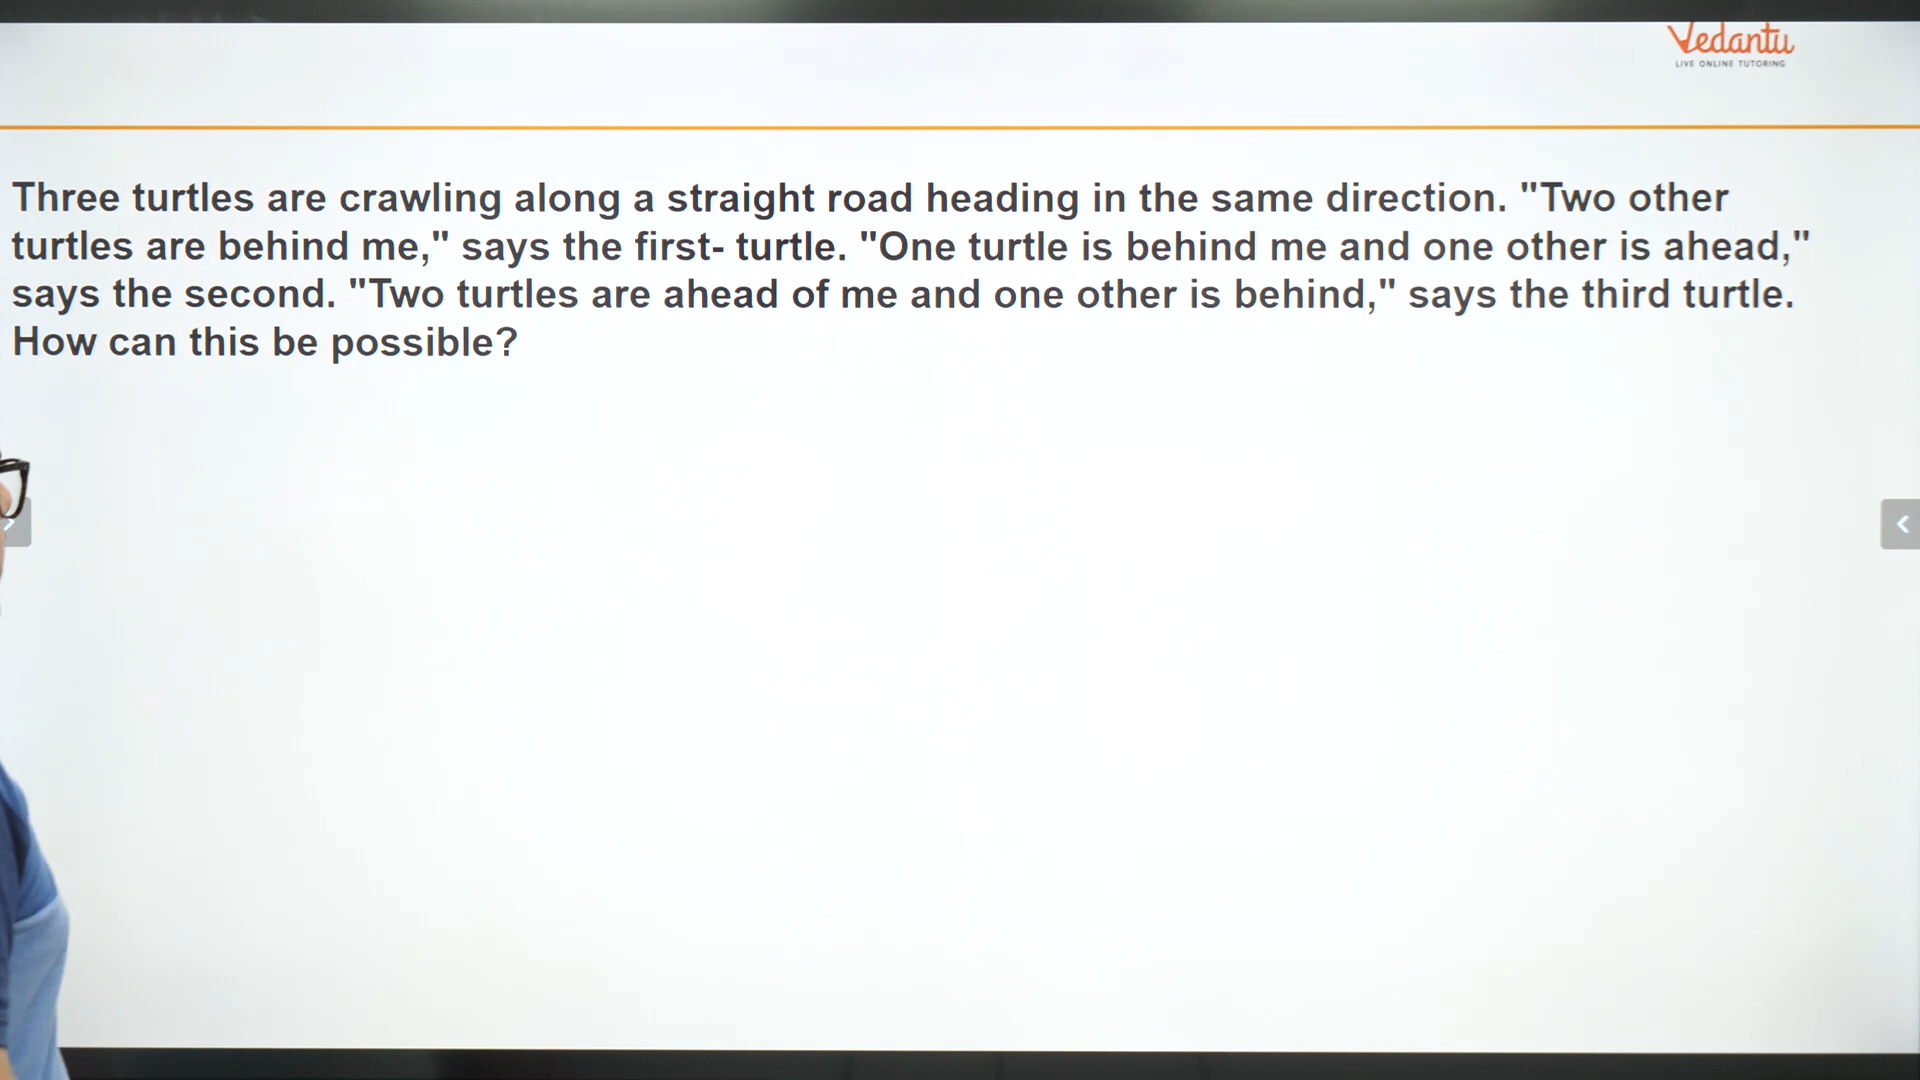 Vedantu
LIVE ONLINE TUTORING
Three turtles are crawling along a straight road heading in the same direction. "Two other
turtles are behind me," says the first- turtle. "One turtle is behind me and one other is ahead,"
says the second. "Two turtles are ahead of me and one other is behind," says the third turtle.
How can this be possible?